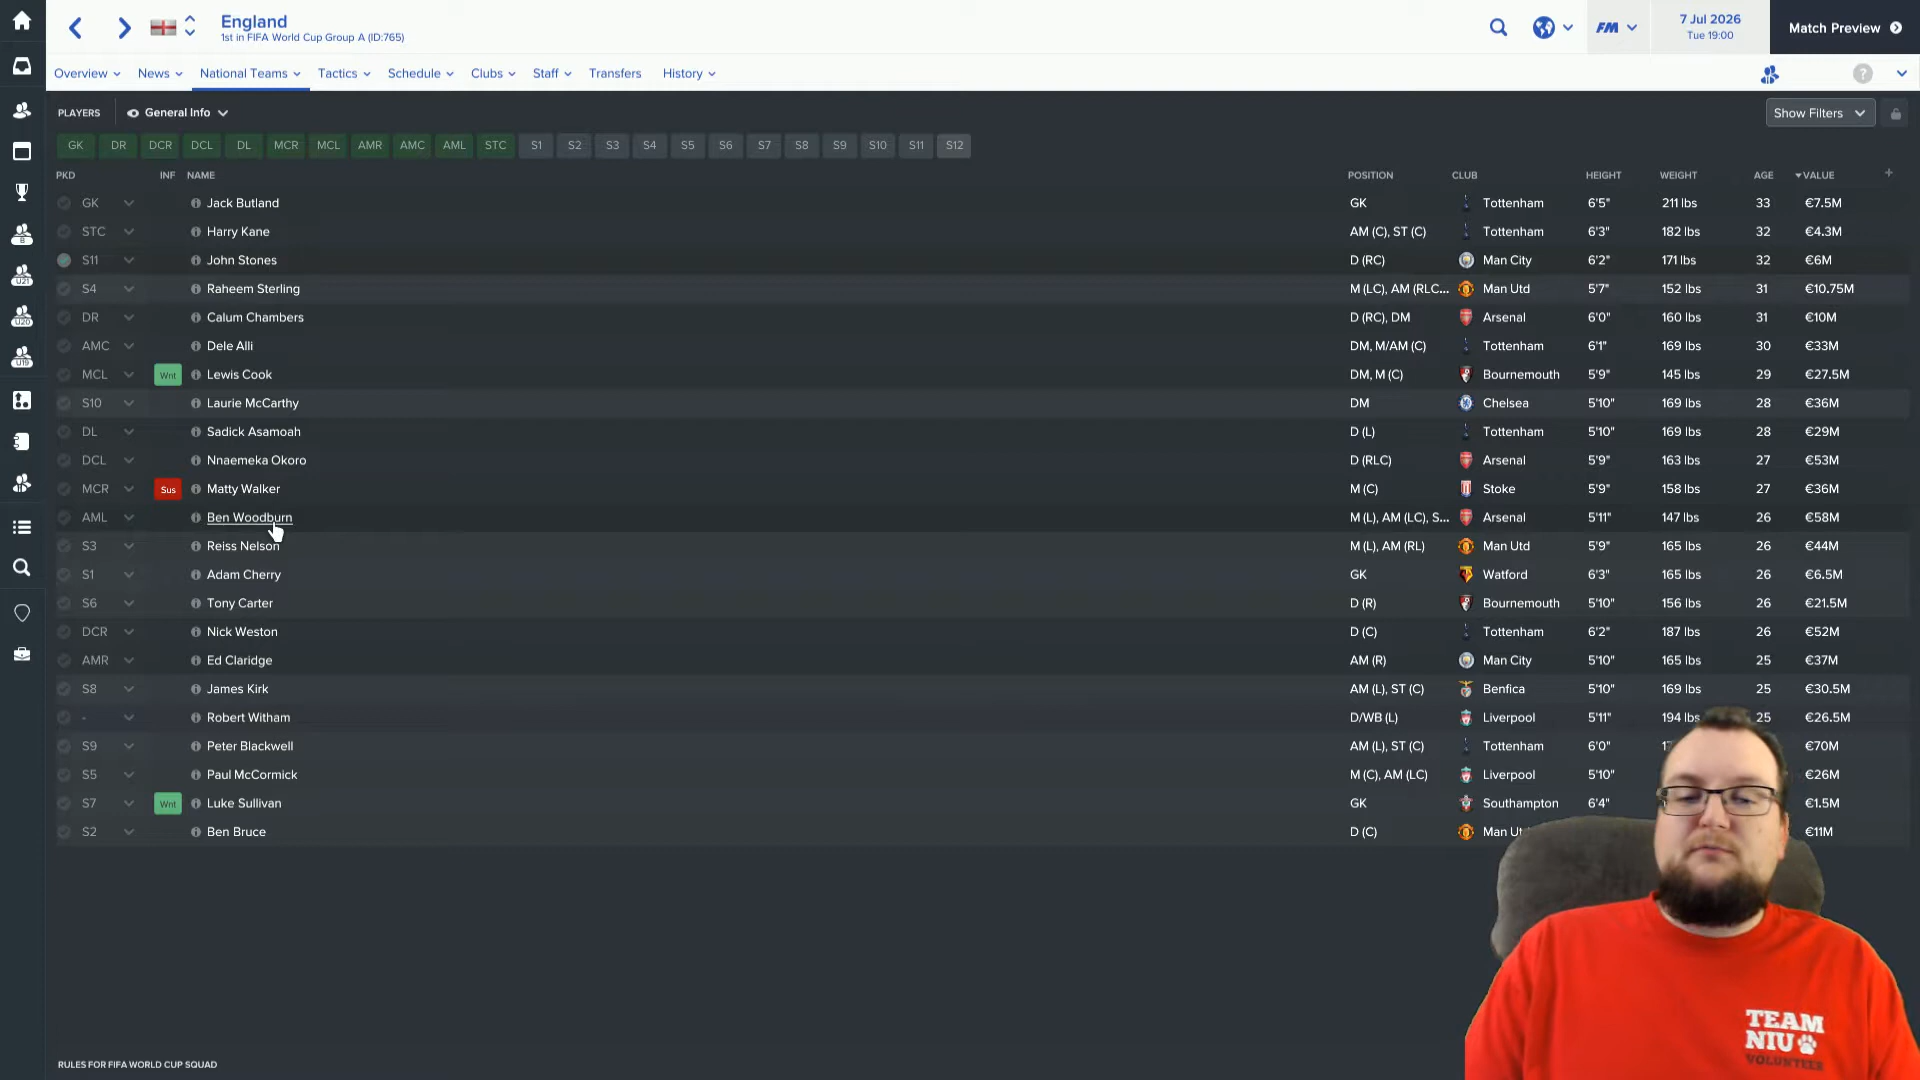 England
1st in FIFA World Cup Group A (ID:765)
FM
7 Jul 2026
Tue 19:00
Match Preview
Overview News National Teams Tactics Schedule Clubs Staff Transfers History
?
PLAYERS General Info Show Filters
GK DR DCR DCL DL MCR MCL AMR AMC AML STC S1 S2 S3 S4 S5 S6 S7 S8 S9 S10 S11 S12
PKD INF NAME POSITION CLUB HEIGHT WEIGHT AGE VALUE +
GK Jack Butland GK Tottenham 6'5" 211 lbs 33 €7.5M
STC Harry Kane AM (C), ST (C) Tottenham 6'3" 182 lbs 32 €4.3M
S11 John Stones D (RC) Man City 6'2" 171 lbs 32 €6M
S4 Raheem Sterling M (LC), AM (RLC... Man Utd 5'7" 152 lbs 31 €10.75M
DR Calum Chambers D (RC), DM Arsenal 6'0" 160 lbs 31 €10M
AMC Dele Alli DM, M/AM (C) Tottenham 6'1" 169 lbs 30 €33M
MCL Wnt Lewis Cook DM, M (C) Bournemouth 5'9" 145 lbs 29 €27.5M
S10 Laurie McCarthy DM Chelsea 5'10" 169 lbs 28 €36M
DL Sadick Asamoah D (L) Tottenham 5'10" 169 lbs 28 €29M
DCL Nnaemeka Okoro D (RLC) Arsenal 5'9" 163 lbs 27 €53M
MCR Sus Matty Walker M (C) Stoke 5'9" 158 lbs 27 €36M
AML Ben Woodburn M (L), AM (LC), S... Arsenal 5'11" 147 lbs 26 €58M
S3 Reiss Nelson M (L), AM (RL) Man Utd 5'9" 165 lbs 26 €44M
S1 Adam Cherry GK Watford 6'3" 165 lbs 26 €6.5M
S6 Tony Carter D (R) Bournemouth 5'10" 156 lbs 26 €21.5M
DCR Nick Weston D (C) Tottenham 6'2" 187 lbs 26 €52M
AMR Ed Claridge AM (R) Man City 5'10" 165 lbs 25 €37M
S8 James Kirk AM (L), ST (C) Benfica 5'10" 169 lbs 25 €30.5M
- Robert Witham D/WB (L) Liverpool 5'11" 194 lbs 25 €26.5M
S9 Peter Blackwell AM (L), ST (C) Tottenham 6'0" €70M
S5 Paul McCormick M (C), AM (LC) Liverpool 5'10" €26M
S7 Wnt Luke Sullivan GK Southampton 6'4" €1.5M
S2 Ben Bruce D (C) Man €11M
TEAM
NIU
VOLUNTEER
RULES FOR FIFA WORLD CUP SQUAD